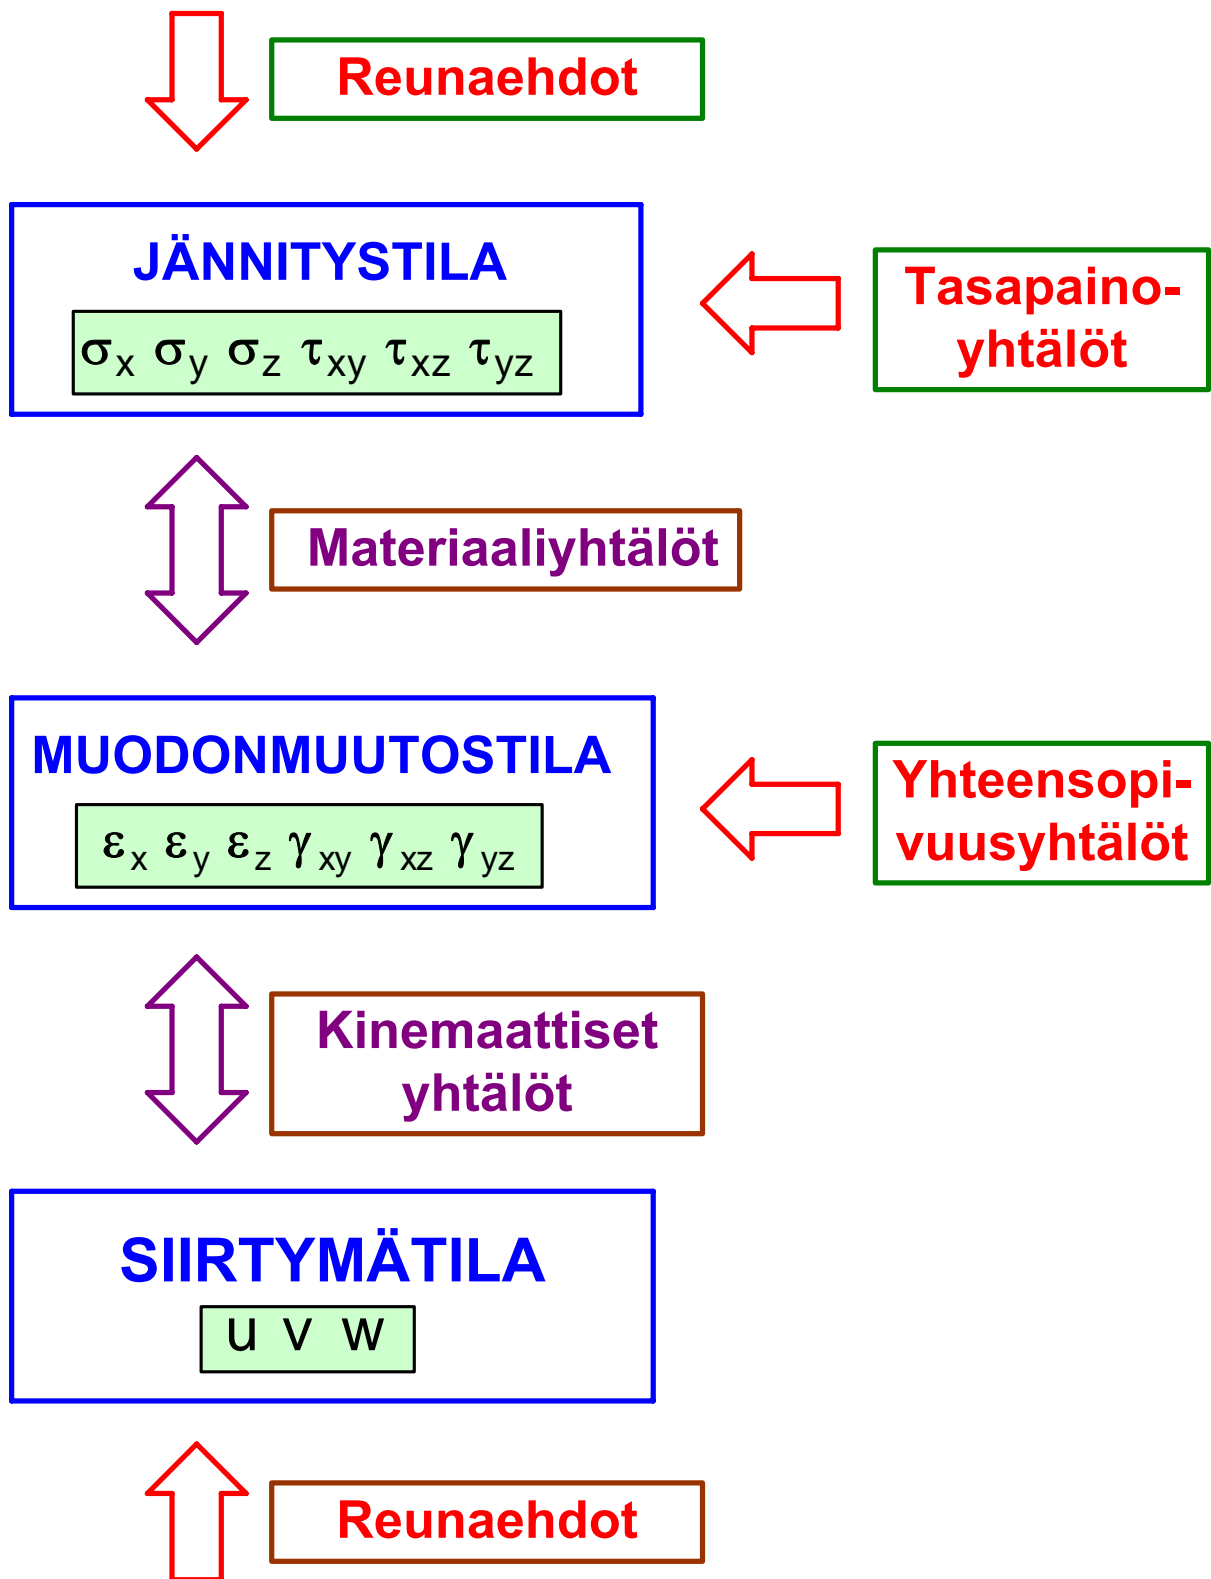 Reunaehdot
JÄNNITYSTILA
σx σy σz τxy τxz τyz
Tasapaino-
yhtälöt
Materiaaliyhtälöt
MUODONMUUTOSTILA
εx εy εz γxy γxz γyz
Yhteensopi-
vuusyhtälöt
Kinemaattiset
yhtälöt
SIIRTYMÄTILA
u v w
Reunaehdot